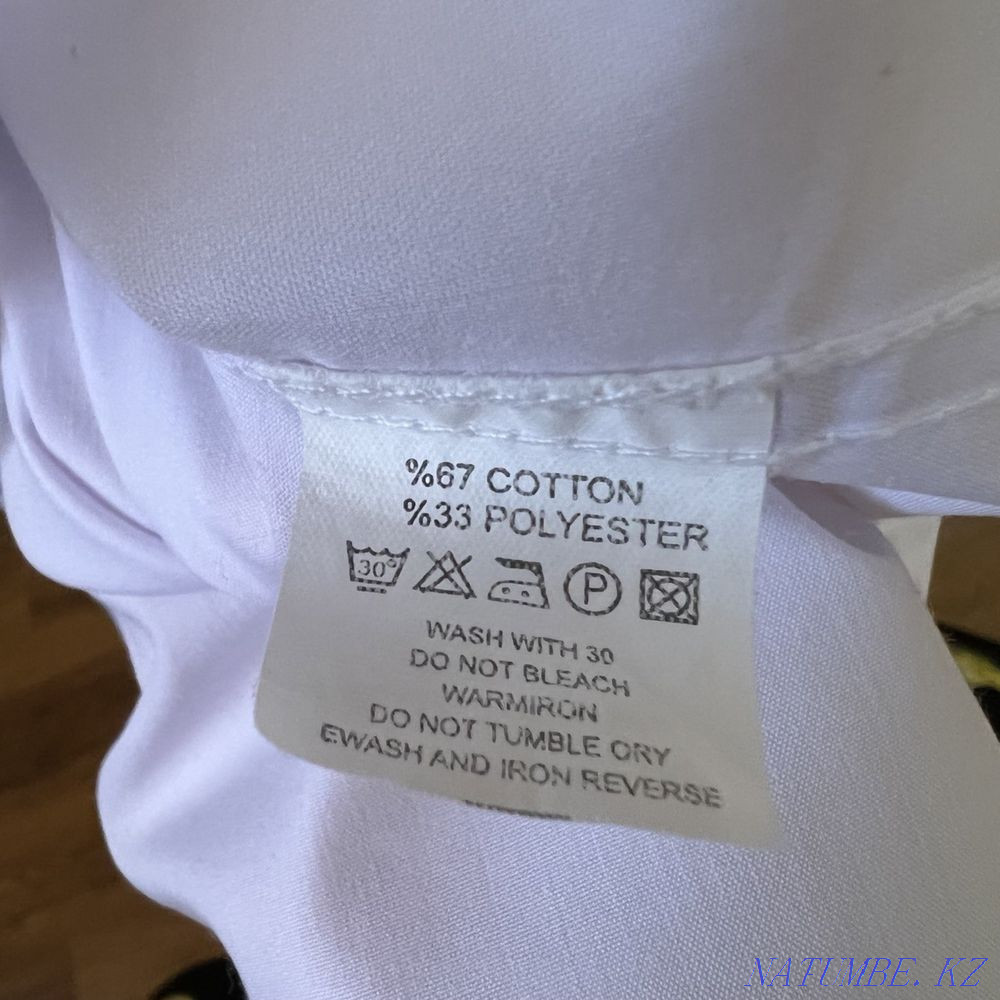 %67 COTTON
%33 POLYESTER
30°
P
WASH WITH 30
DO NOT BLEACH
WARMIRON
DO NOT TUMBLE ORY
EWASH AND IRON REVERSE
NATUMBE.KZ